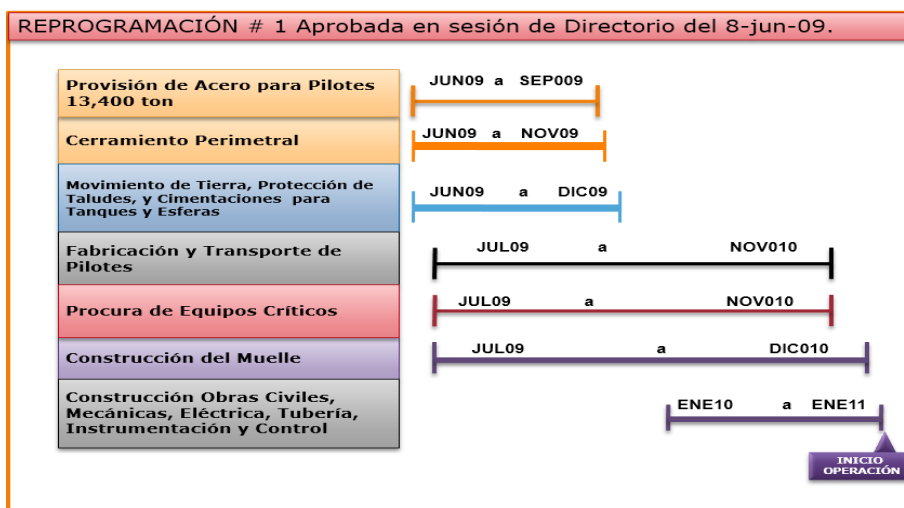 REPROGRAMACIÓN # 1 Aprobada en sesión de Directorio del 8-jun-09.
Provisión de Acero para Pilotes
13,400 ton
JUN09 a SEP009
Cerramiento Perimetral
JUN09 a NOV09
Movimiento de Tierra, Protección de
Taludes, y Cimentaciones para
Tanques y Esferas
JUN09 a DIC09
Fabricación y Transporte de
Pilotes
JUL09 a NOV010
Procura de Equipos Críticos
JUL09 a NOV010
Construcción del Muelle
JUL09 a DIC010
Construcción Obras Civiles,
Mecánicas, Eléctrica, Tubería,
Instrumentación y Control
ENE10 a ENE11
INICIO
OPERACIÓN